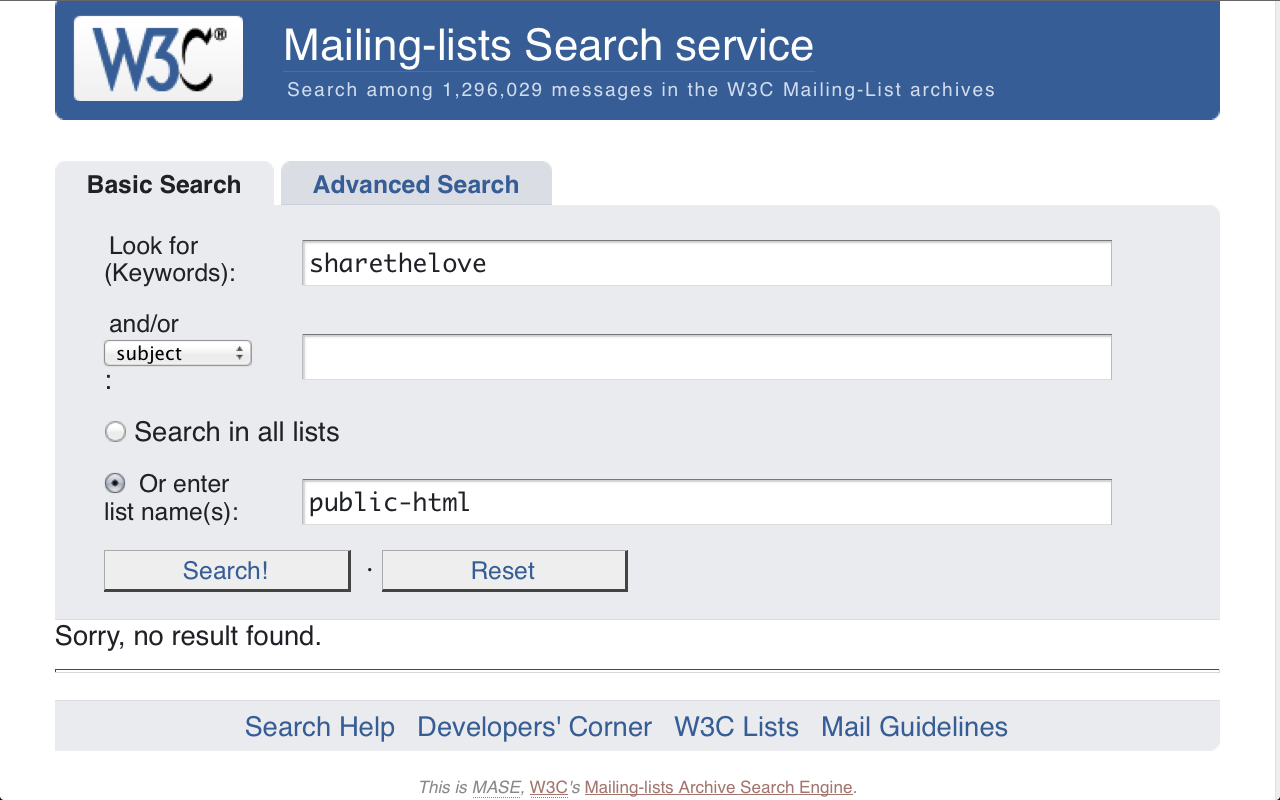 W3C®
Mailing-lists Search service
Search among 1,296,029 messages in the W3C Mailing-List archives
Basic Search
Advanced Search
Look for
(Keywords):
sharethelove
and/or
subject
:
Search in all lists
Or enter
list name(s):
public-html
Search! · Reset
Sorry, no result found.
Search Help Developers' Corner W3C Lists Mail Guidelines
This is MASE, W3C's Mailing-lists Archive Search Engine.